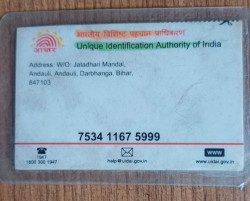 भारतीय विशिष्ट पहचान प्राधिकरण
Unique Identification Authority of India
Address: W/O: Jatadhari Mandal,
Andauli, Andauli, Darbhanga, Bihar,
847103
7534 1167 5999
1947
1800 300 1947
help@uidai.gov.in
www.uidai.gov.in